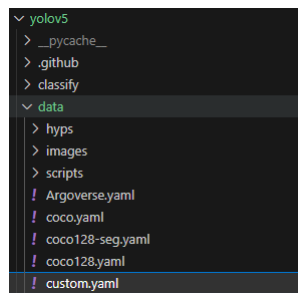 yolov5
__pycache__
.github
classify
data
hyps
images
scripts
! Argoverse.yaml
! coco.yaml
! coco128-seg.yaml
! coco128.yaml
! custom.yaml